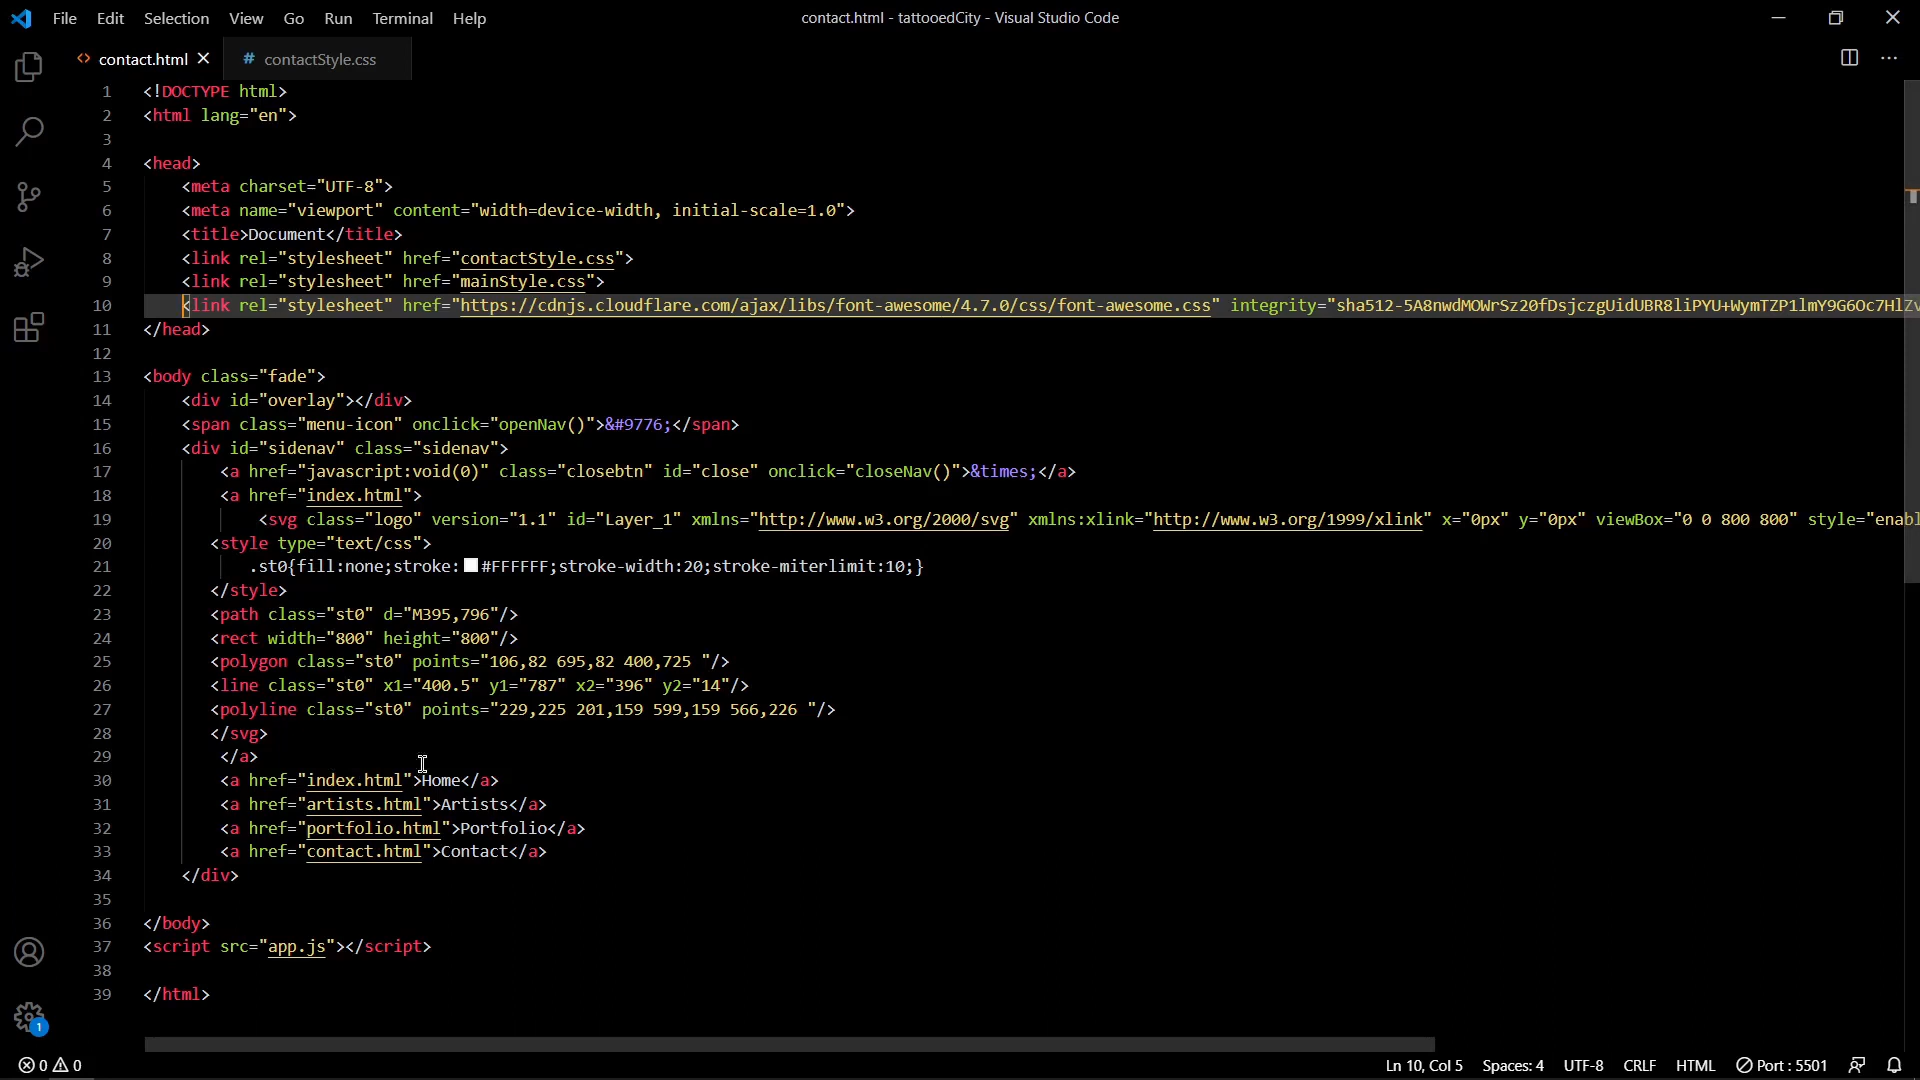 File Edit Selection View Go Run Terminal Help
contact.html - tattooedCity - Visual Studio Code
contact.html
# contactStyle.css
1 <!DOCTYPE html>
2 <html lang="en">
3
4 <head>
5 <meta charset="UTF-8">
6 <meta name="viewport" content="width=device-width, initial-scale=1.0">
7 <title>Document</title>
8 <link rel="stylesheet" href="contactStyle.css">
9 <link rel="stylesheet" href="mainStyle.css">
10 <link rel="stylesheet" href="https://cdnjs.cloudflare.com/ajax/libs/font-awesome/4.7.0/css/font-awesome.css" integrity="sha512-5A8nwdMOWrSz20fDsjczgUidUBR8liPYU+WymTZP1lmY9G6Oc7HlZv
11 </head>
12
13 <body class="fade">
14 <div id="overlay"></div>
15 <span class="menu-icon" onclick="openNav()">&#9776;</span>
16 <div id="sidenav" class="sidenav">
17 <a href="javascript:void(0)" class="closebtn" id="close" onclick="closeNav()">&times;</a>
18 <a href="index.html">
19 <svg class="logo" version="1.1" id="Layer_1" xmlns="http://www.w3.org/2000/svg" xmlns:xlink="http://www.w3.org/1999/xlink" x="0px" y="0px" viewBox="0 0 800 800" style="enabl
20 <style type="text/css">
21 .st0{fill:none;stroke:#FFFFFF;stroke-width:20;stroke-miterlimit:10;}
22 </style>
23 <path class="st0" d="M395,796"/>
24 <rect width="800" height="800"/>
25 <polygon class="st0" points="106,82 695,82 400,725 "/>
26 <line class="st0" x1="400.5" y1="787" x2="396" y2="14"/>
27 <polyline class="st0" points="229,225 201,159 599,159 566,226 "/>
28 </svg>
29 </a>
30 <a href="index.html">Home</a>
31 <a href="artists.html">Artists</a>
32 <a href="portfolio.html">Portfolio</a>
33 <a href="contact.html">Contact</a>
34 </div>
35
36 </body>
37 <script src="app.js"></script>
38
39 </html>
1
0 0
Ln 10, Col 5 Spaces: 4 UTF-8 CRLF HTML Port : 5501